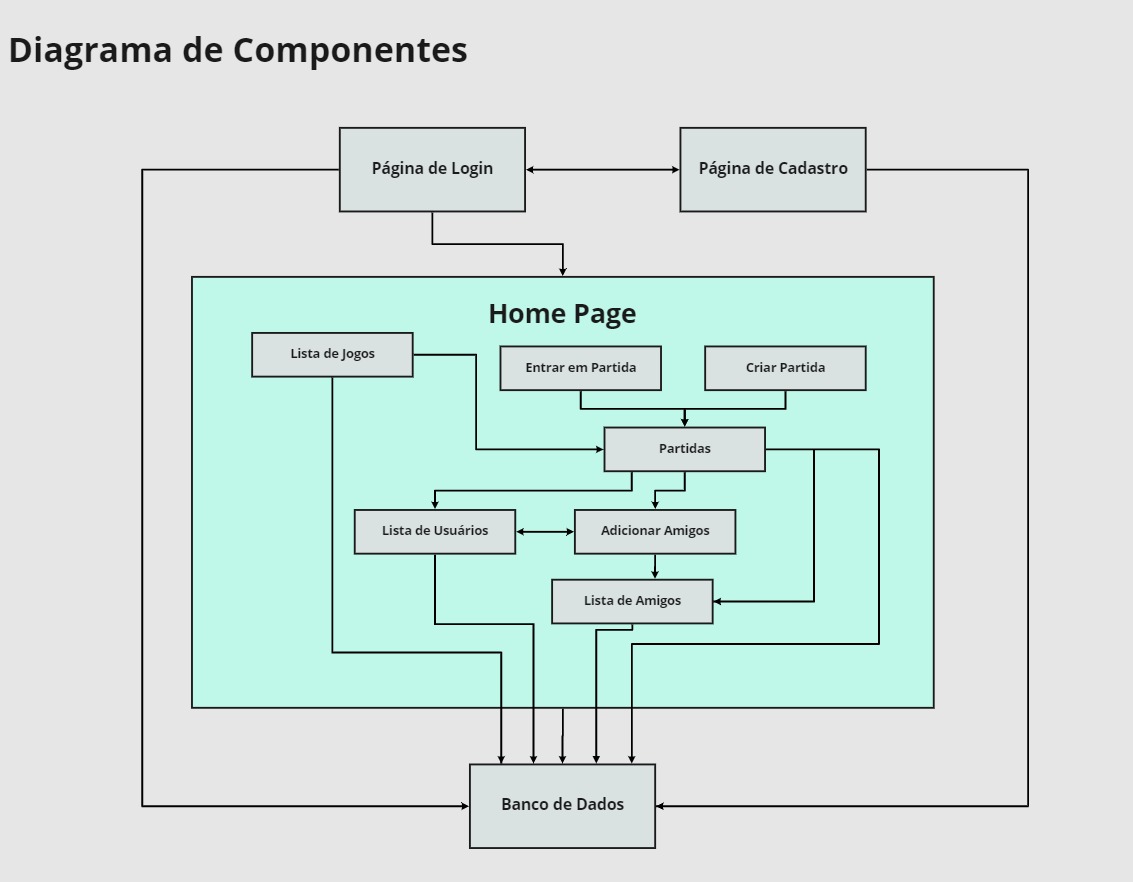 Diagrama de Componentes
Página de Login
Página de Cadastro
Home Page
Lista de Jogos
Entrar em Partida
Criar Partida
Partidas
Lista de Usuários
Adicionar Amigos
Lista de Amigos
Banco de Dados